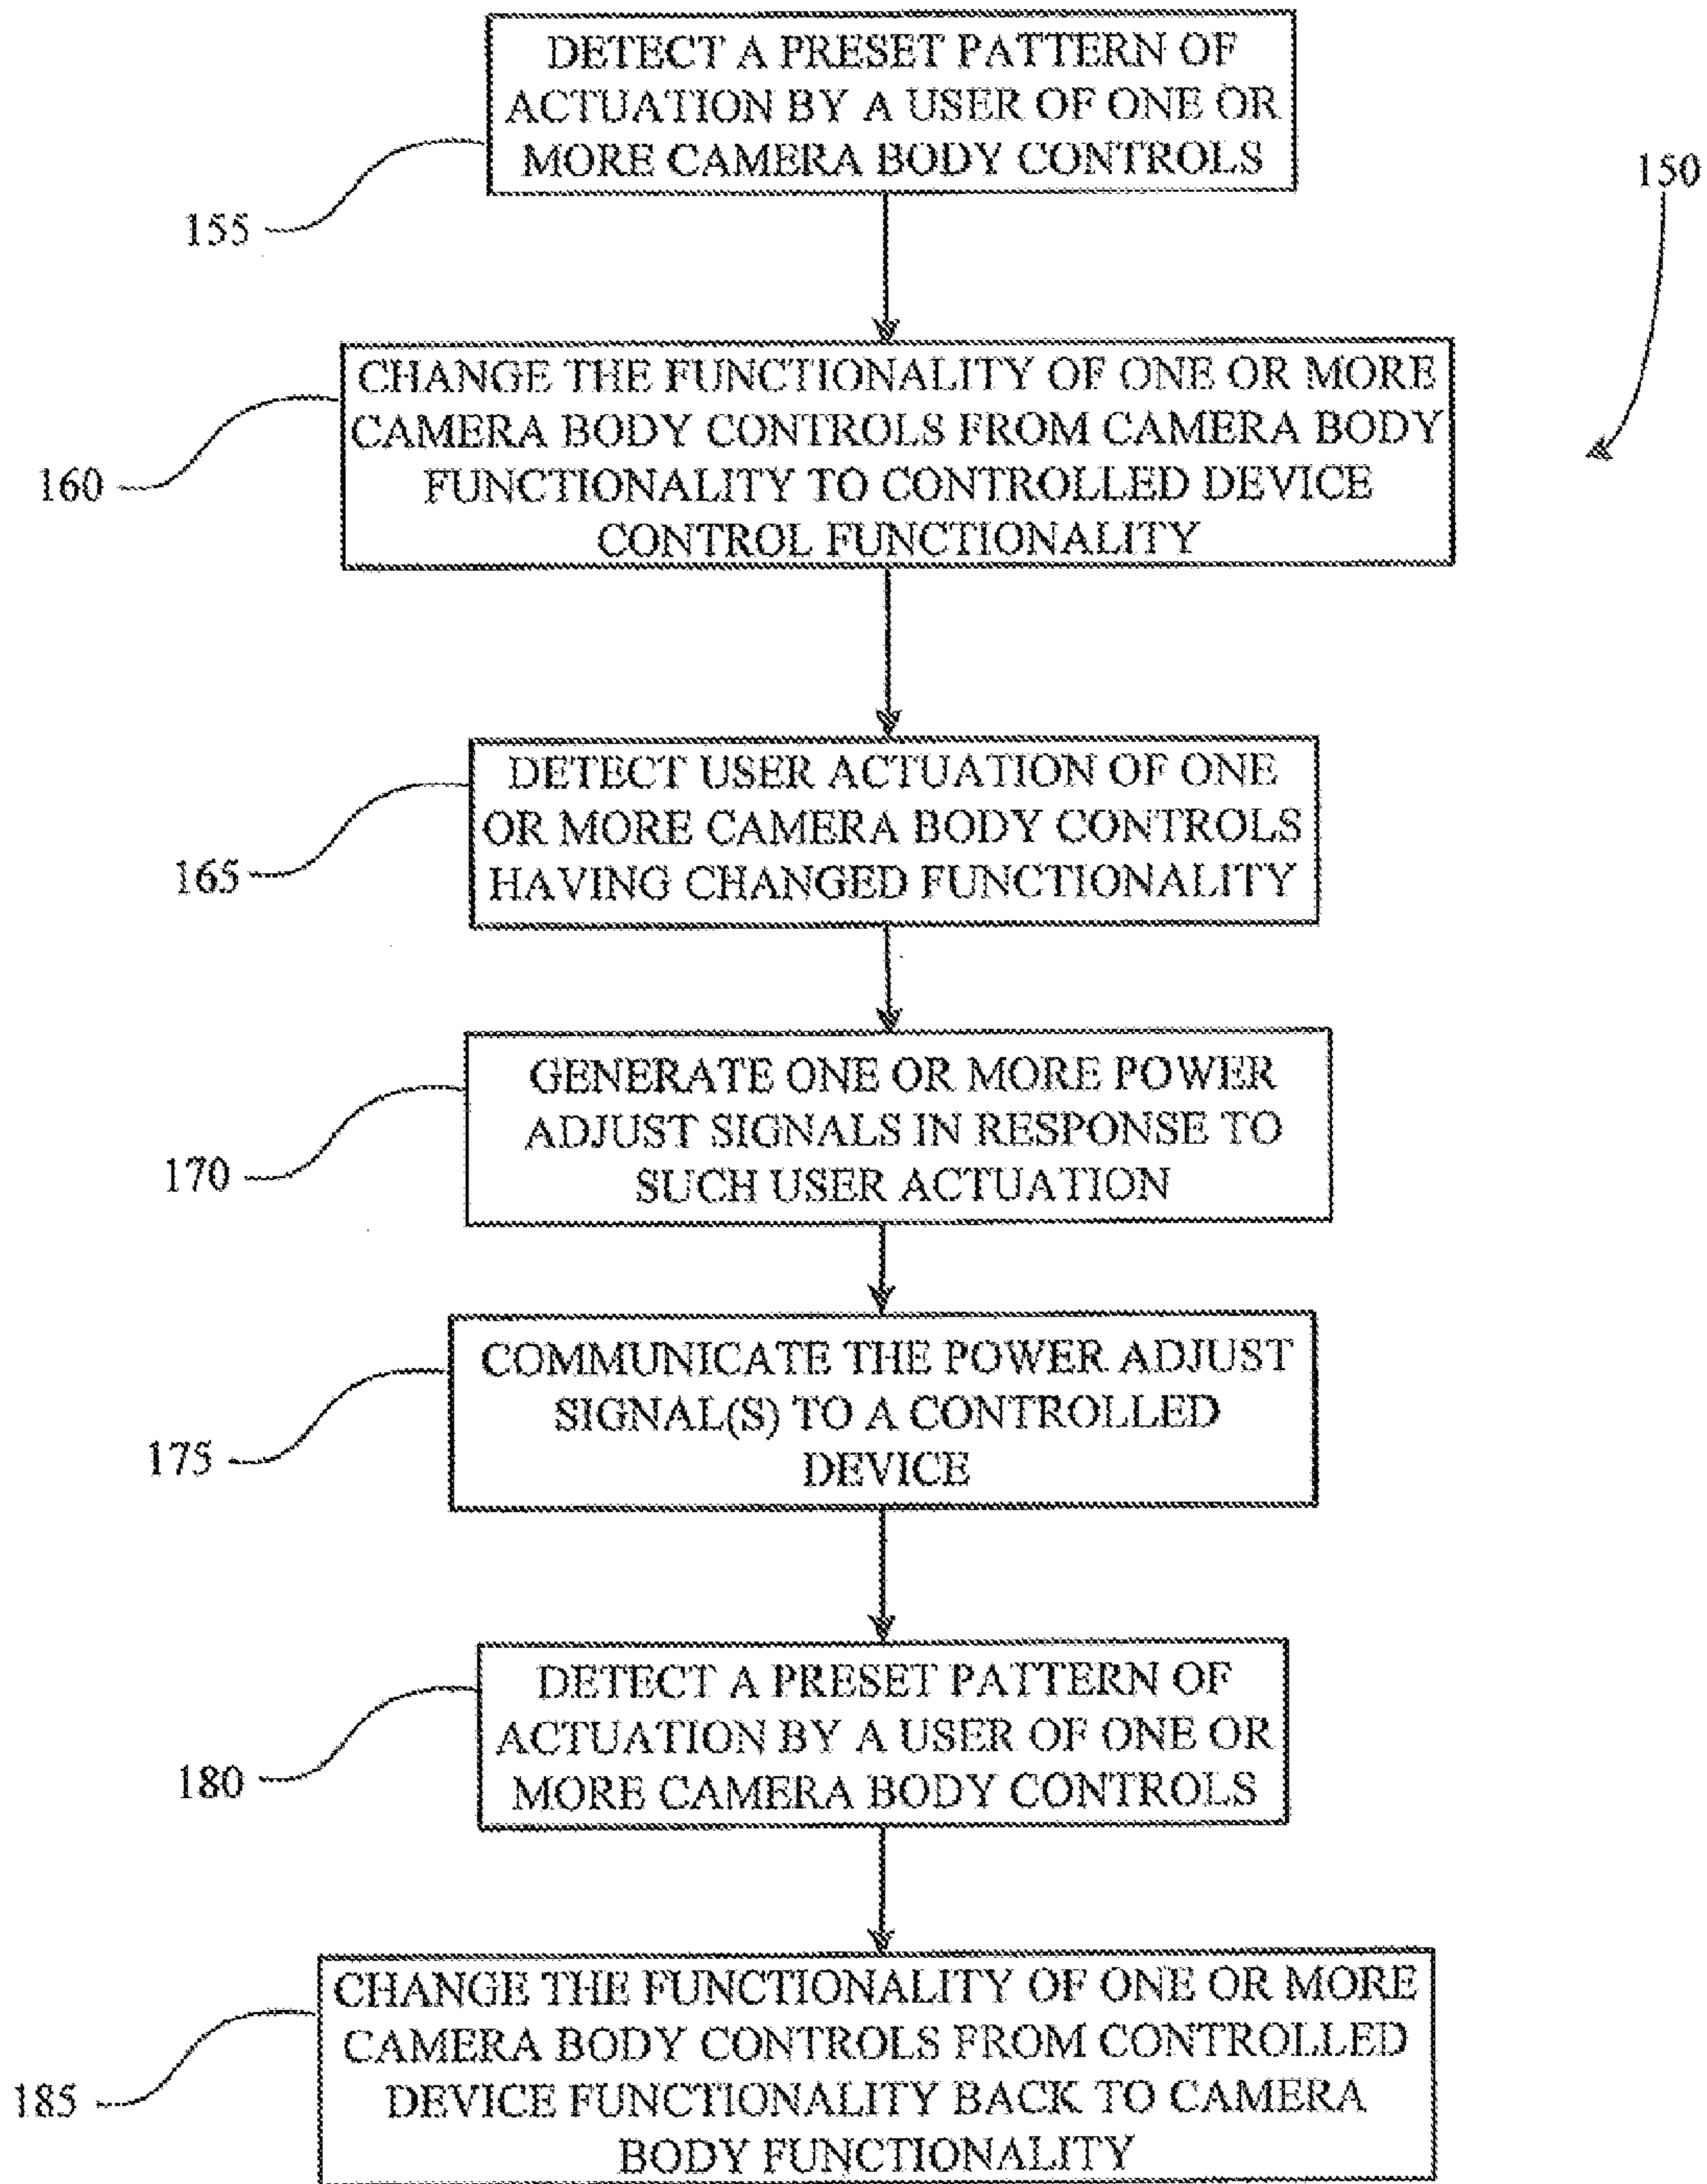 DETECT A PRESET PATTERN OF
ACTUATION BY A USER OF ONE OR
MORE CAMERA BODY CONTROLS
150
155
CHANGE THE FUNCTIONALITY OF ONE OR MORE
CAMERA BODY CONTROLS FROM CAMERA BODY
FUNCTIONALITY TO CONTROLLED DEVICE
CONTROL FUNCTIONALITY
160
DETECT USER ACTUATION OF ONE
OR MORE CAMERA BODY CONTROLS
HAVING CHANGED FUNCTIONALITY
165
GENERATE ONE OR MORE POWER
ADJUST SIGNALS IN RESPONSE TO
SUCH USER ACTUATION
170
COMMUNICATE THE POWER ADJUST
SIGNAL(S) TO A CONTROLLED
DEVICE
175
DETECT A PRESET PATTERN OF
ACTUATION BY A USER OF ONE OR
MORE CAMERA BODY CONTROLS
180
CHANGE THE FUNCTIONALITY OF ONE OR MORE
CAMERA BODY CONTROLS FROM CONTROLLED
DEVICE FUNCTIONALITY BACK TO CAMERA
BODY FUNCTIONALITY
185